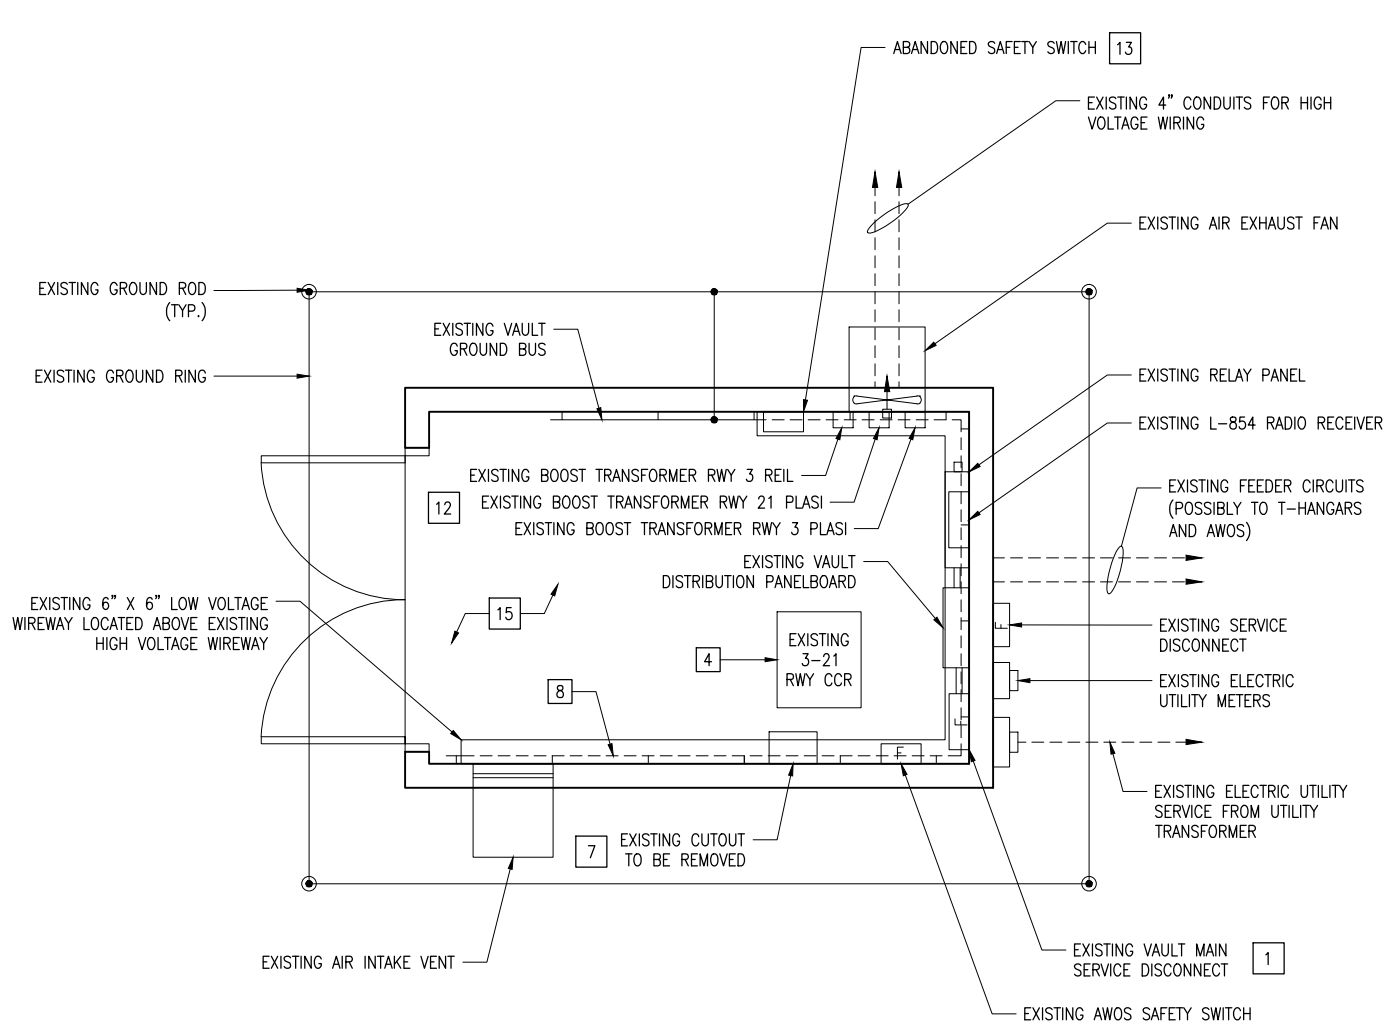 ABANDONED SAFETY SWITCH 13
EXISTING 4" CONDUITS FOR HIGH
VOLTAGE WIRING
EXISTING AIR EXHAUST FAN
EXISTING GROUND ROD
(TYP.)
EXISTING VAULT
GROUND BUS
EXISTING GROUND RING
EXISTING RELAY PANEL
EXISTING L-854 RADIO RECEIVER
EXISTING BOOST TRANSFORMER RWY 3 REIL
EXISTING BOOST TRANSFORMER RWY 21 PLASI
EXISTING BOOST TRANSFORMER RWY 3 PLASI
12
EXISTING FEEDER CIRCUITS
(POSSIBLY TO T-HANGARS
AND AWOS)
EXISTING VAULT
DISTRIBUTION PANELBOARD
EXISTING 6" X 6" LOW VOLTAGE
WIREWAY LOCATED ABOVE EXISTING
HIGH VOLTAGE WIREWAY
15
F
EXISTING SERVICE
DISCONNECT
4
EXISTING
3-21
RWY CCR
8
EXISTING ELECTRIC
UTILITY METERS
F
F
EXISTING ELECTRIC UTILITY
SERVICE FROM UTILITY
TRANSFORMER
7
EXISTING CUTOUT
TO BE REMOVED
EXISTING AIR INTAKE VENT
EXISTING VAULT MAIN
SERVICE DISCONNECT
1
EXISTING AWOS SAFETY SWITCH